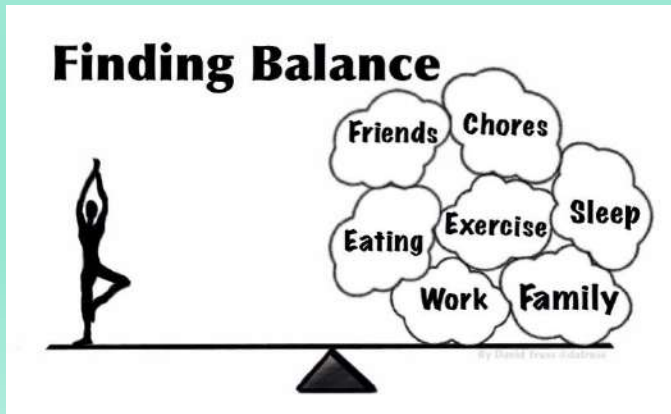 Finding Balance
Friends
Chores
Eating
Exercise
Sleep
Work
Family